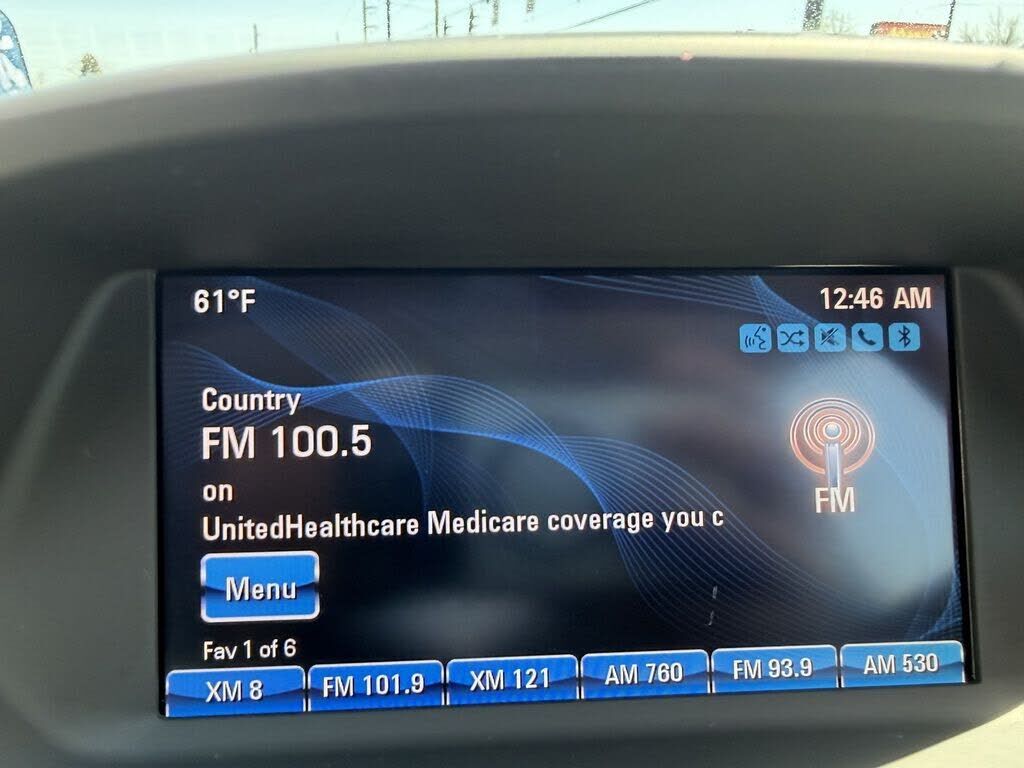 61°F
12:46 AM
Country
FM 100.5
on
UnitedHealthcare Medicare coverage you c
FM
Menu
Fav 1 of 6
XM 8
FM 101.9
XM 121
AM 760
FM 93.9
AM 530